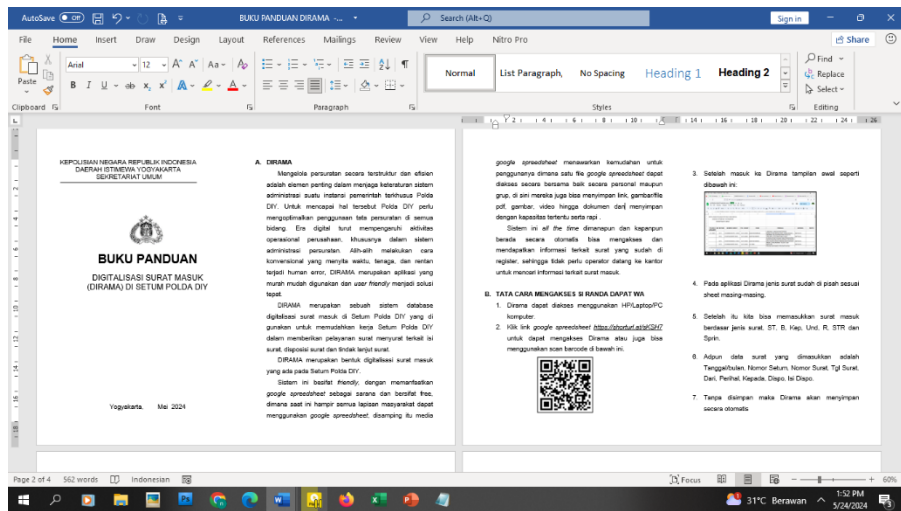 AutoSave Off
BUKU PANDUAN DIRAMA -...
Search (Alt+Q)
Sign in
File Home Insert Draw Design Layout References Mailings Review View Help Nitro Pro
Share
Paste
Arial
12
Normal
List Paragraph,
No Spacing
Heading 1
Heading 2
Find
Replace
Select
Clipboard
Font
Paragraph
Styles
Editing
KEPOLISIAN NEGARA REPUBLIK INDONESIA
DAERAH ISTIMEWA YOGYAKARTA
SEKRETARIAT UMUM
BUKU PANDUAN
DIGITALISASI SURAT MASUK
(DIRAMA) DI SETUM POLDA DIY
Yogyakarta, Mei 2024
A. DIRAMA
Mengelola persuratan secara terstruktur dan efisien
adalah elemen penting dalam menjaga keteraturan sistem
administrasi suatu instansi pemerintah terkhusus Polda
DIY. Untuk mencapai hal tersebut Polda DIY perlu
mengoptimalkan penggunaan tata persuratan di semua
bidang. Era digital turut mempengaruhi aktivitas
operasional perusahaan, khususnya dalam sistem
administrasi persuratan. Alih-alih melakukan cara
konvensional yang menyita waktu, tenaga, dan rentan
terjadi human error, DIRAMA merupakan aplikasi yang
murah mudah digunakan dan user friendly menjadi solusi
tepat.
DIRAMA merupakan sebuah sistem database
digitalisasi surat masuk di Setum Polda DIY yang di
gunakan untuk memudahkan kerja Setum Polda DIY
dalam memberikan pelayanan surat menyurat terkait isi
surat, disposisi surat dan tindak lanjut surat.
DIRAMA merupakan bentuk digitalisasi surat masuk
yang ada pada Setum Polda DIY.
Sistem ini besifat friendly, dengan memanfaatkan
google spreedsheet sebagai sarana dan bersifat free,
dimana saat ini hampir semua lapisan masyarakat dapat
menggunakan google spreedsheet, disamping itu media
google spreedsheet menawarkan kemudahan untuk
penggunanya dimana satu file google spreedsheet dapat
diakses secara bersama baik secara personal maupun
grup, di sini mereka juga bisa menyimpan link, gambar/file
pdf, gambar, video hingga dokumen dari menyimpan
dengan kapasitas tertentu serta rapi .
Sistem ini all the time dimanapun dan kapanpun
berada secara otomatis bisa mengakses dan
mendapatkan informasi terkait surat yang sudah di
register, sehingga tidak perlu operator datang ke kantor
untuk mencari informasi terkait surat masuk.
B. TATA CARA MENGAKSES SI RANDA DAPAT WA
1. Dirama dapat diakses menggunakan HP/Laptop/PC
komputer.
2. Klik link google spreedsheet https://shorturl.at/sKSH7
untuk dapat mengakses Dirama atau juga bisa
menggunakan scan barcode di bawah ini.
3. Setelah masuk ke Dirama tampilan awal seperti
dibawah ini:
4. Pada aplikasi Dirama jenis surat sudah di pisah sesuai
sheet masing-masing.
5. Setelah itu kita bisa memasukkan surat masuk
berdasar jenis surat. ST, B, Kep, Und, R, STR dan
Sprin.
6. Adpun data surat yang dimasukkan adalah
Tanggal/bulan, Nomor Setum, Nomor Surat, Tgl Surat,
Dari, Perihal, Kepada, Dispo, Isi Dispo.
7. Tanpa disimpan maka Dirama akan menyimpan
secara otomatis
Page 2 of 4 562 words Indonesian
Focus
60%
31°C Berawan
1:52 PM
5/24/2024